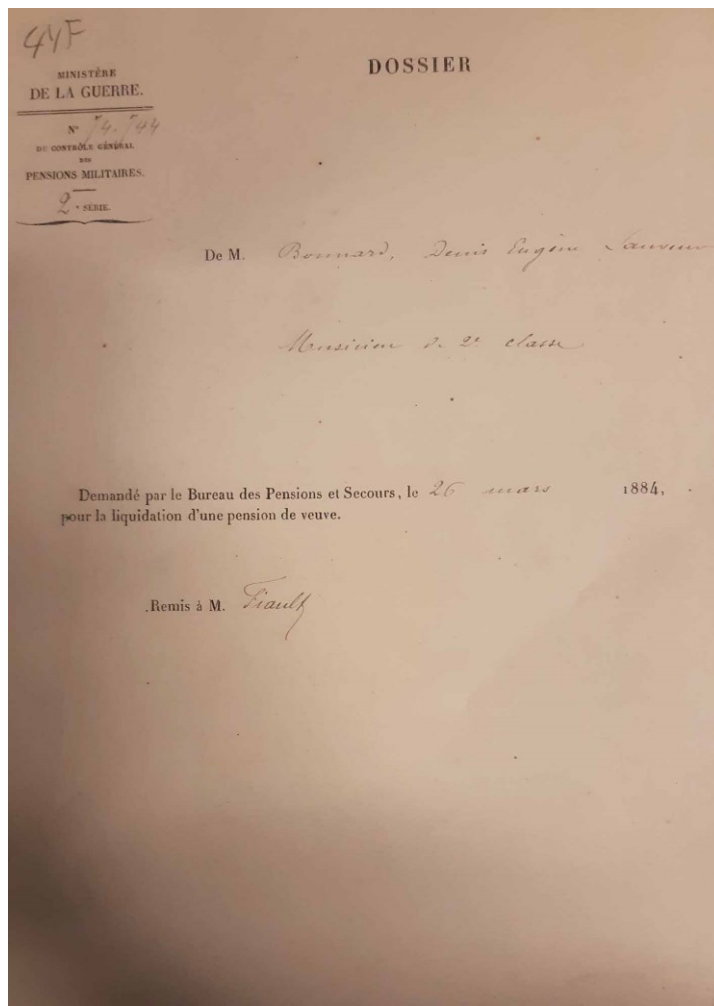 44F
DOSSIER
MINISTÈRE
DE LA GUERRE.
N° 74.744
DU CONTRÔLE GÉNÉRAL
DES
PENSIONS MILITAIRES.
2e SÉRIE.
De M. Bonnard, Denis Eugène
Musicien de 2e classe
Demandé par le Bureau des Pensions et Secours, le 26 mars 1884,
pour la liquidation d'une pension de veuve.
Remis à M. Fiault